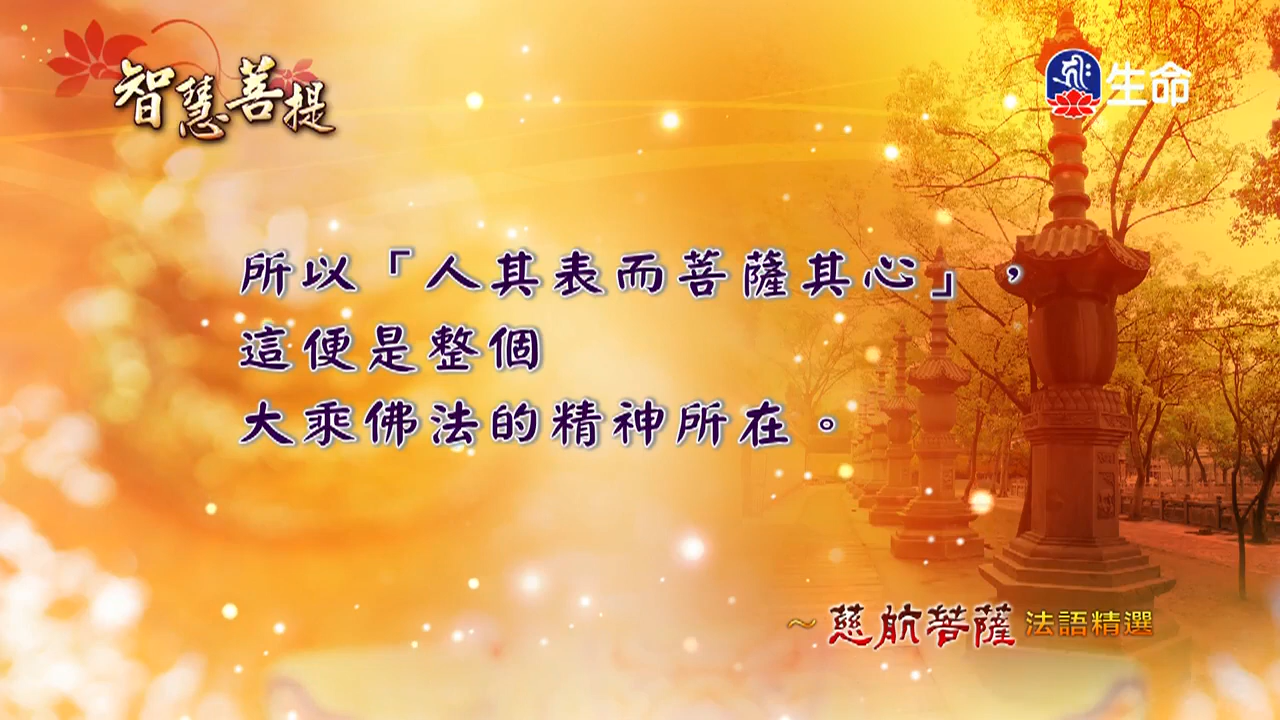 智慧菩提
生命
所以「人其表而菩薩其心」，
這便是整個
大乘佛法的精神所在。
～慈航菩薩 法語精選